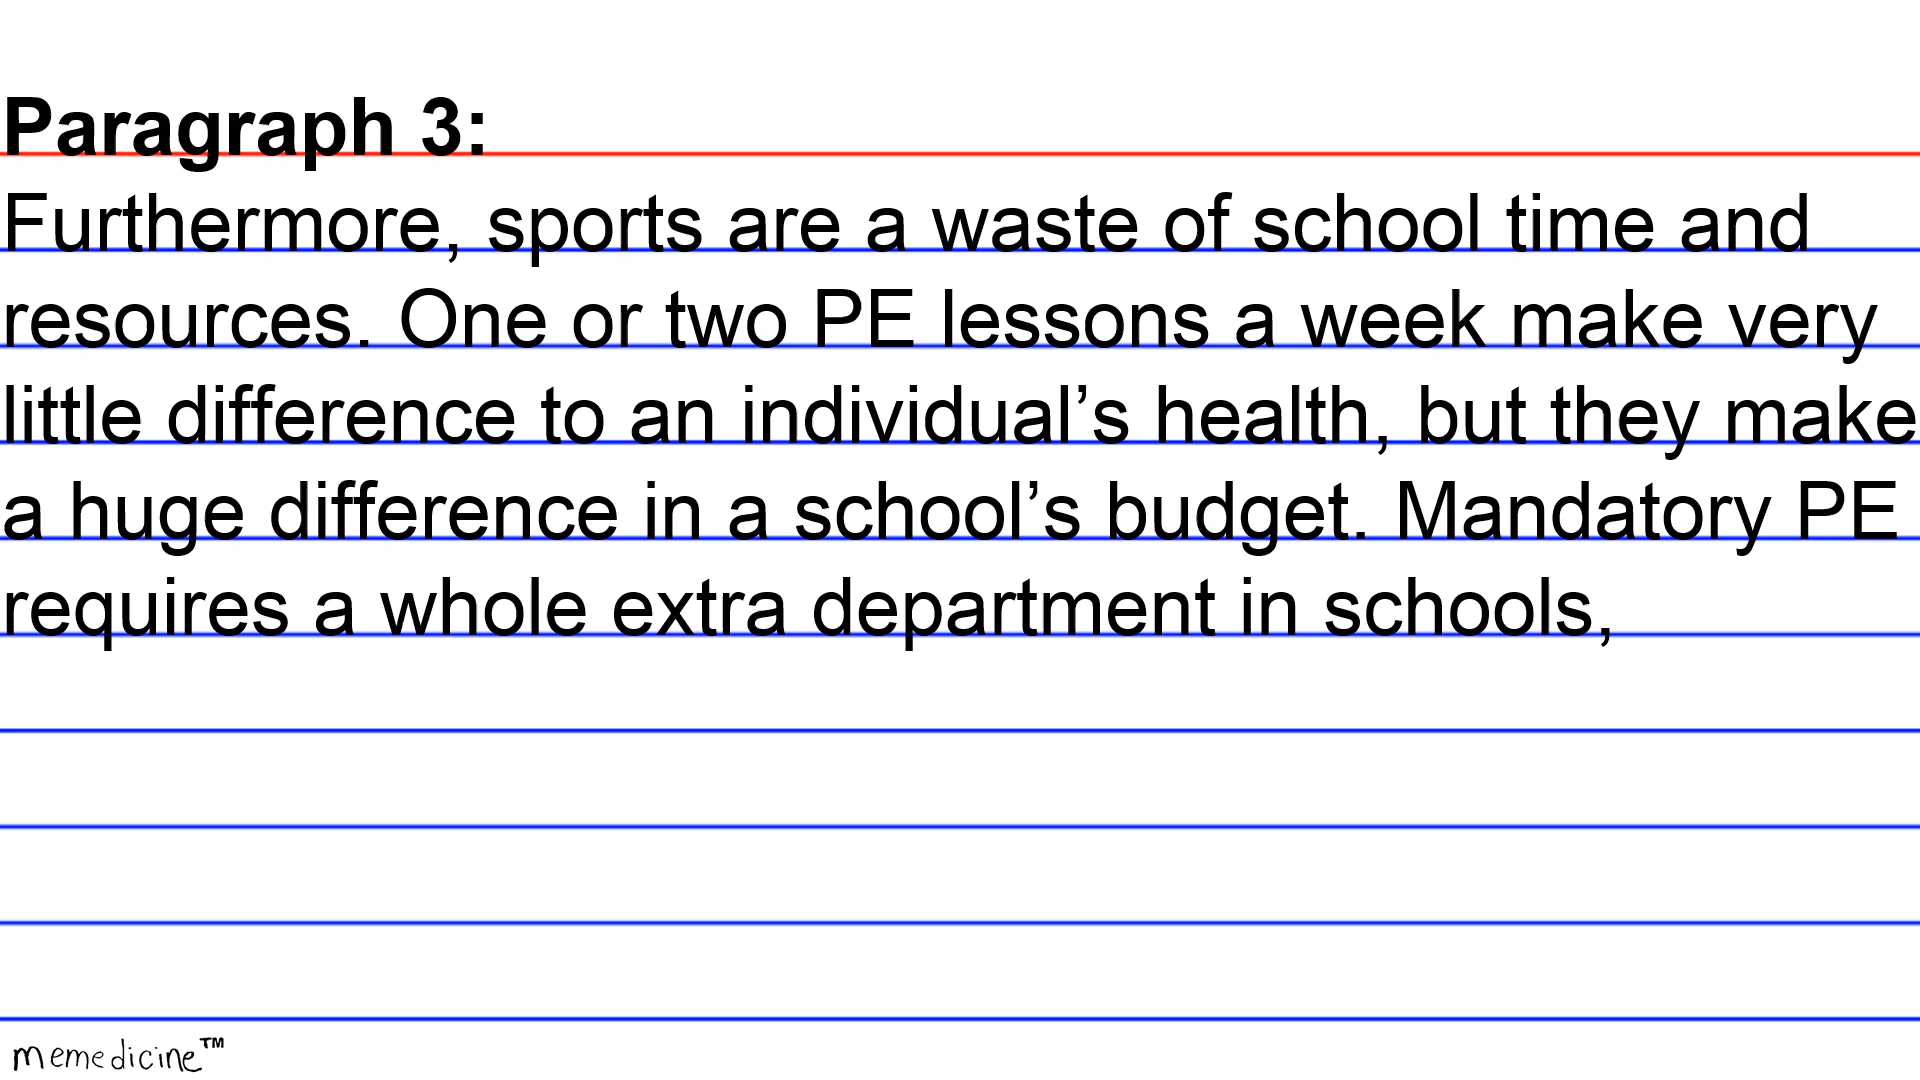 Paragraph 3:
Furthermore, sports are a waste of school time and
resources. One or two PE lessons a week make very
little difference to an individual’s health, but they make
a huge difference in a school’s budget. Mandatory PE
requires a whole extra department in schools,
memedicine™